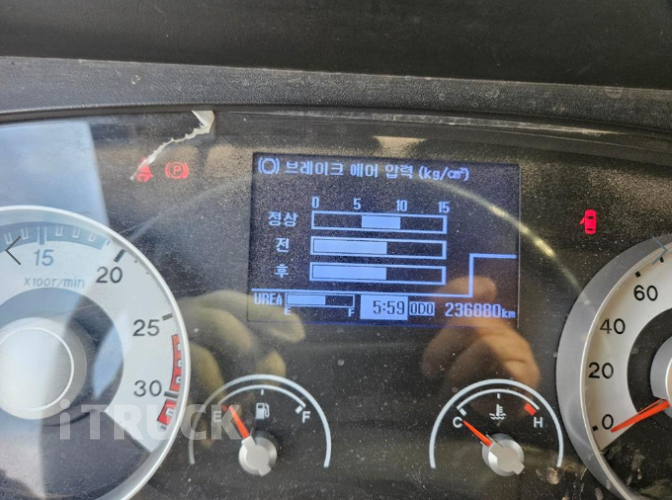 (O) 브레이크 에어 압력 (kg/㎠)
0 5 10 15
정상
전
후
UREA E F 5:59 ODO 236880km
P
15 20 25 30
x100r/min
E F
C H
60 40 20 0
iTRUCK